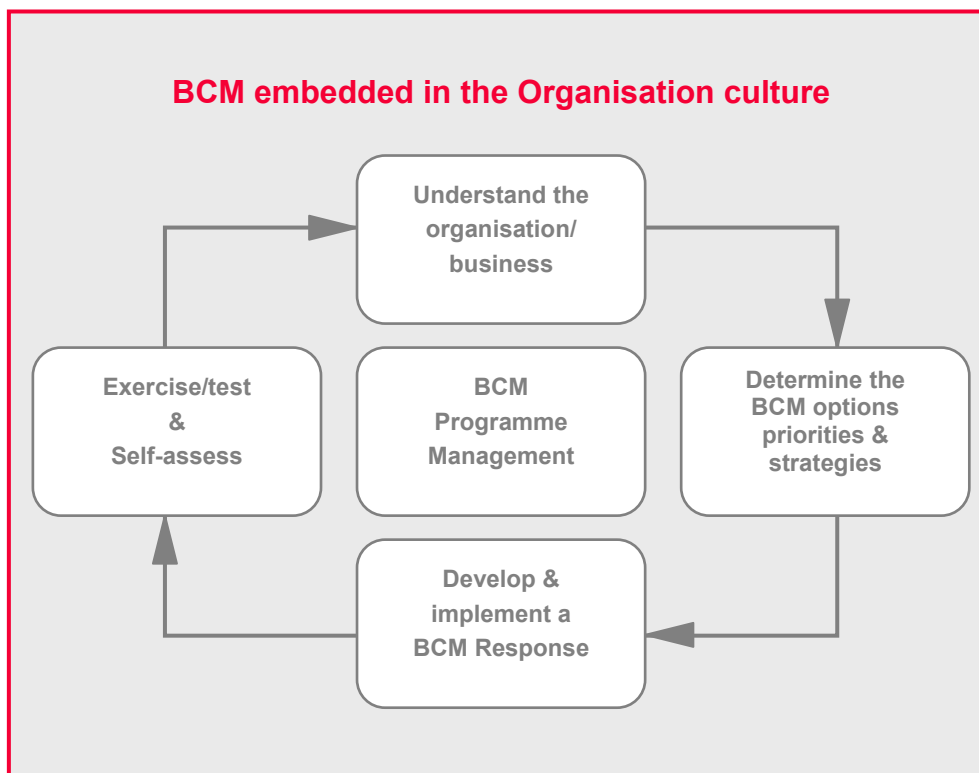 BCM embedded in the Organisation culture
Understand the
organisation/
business
Exercise/test
&
Self-assess
BCM
Programme
Management
Determine the
BCM options
priorities &
strategies
Develop &
implement a
BCM Response